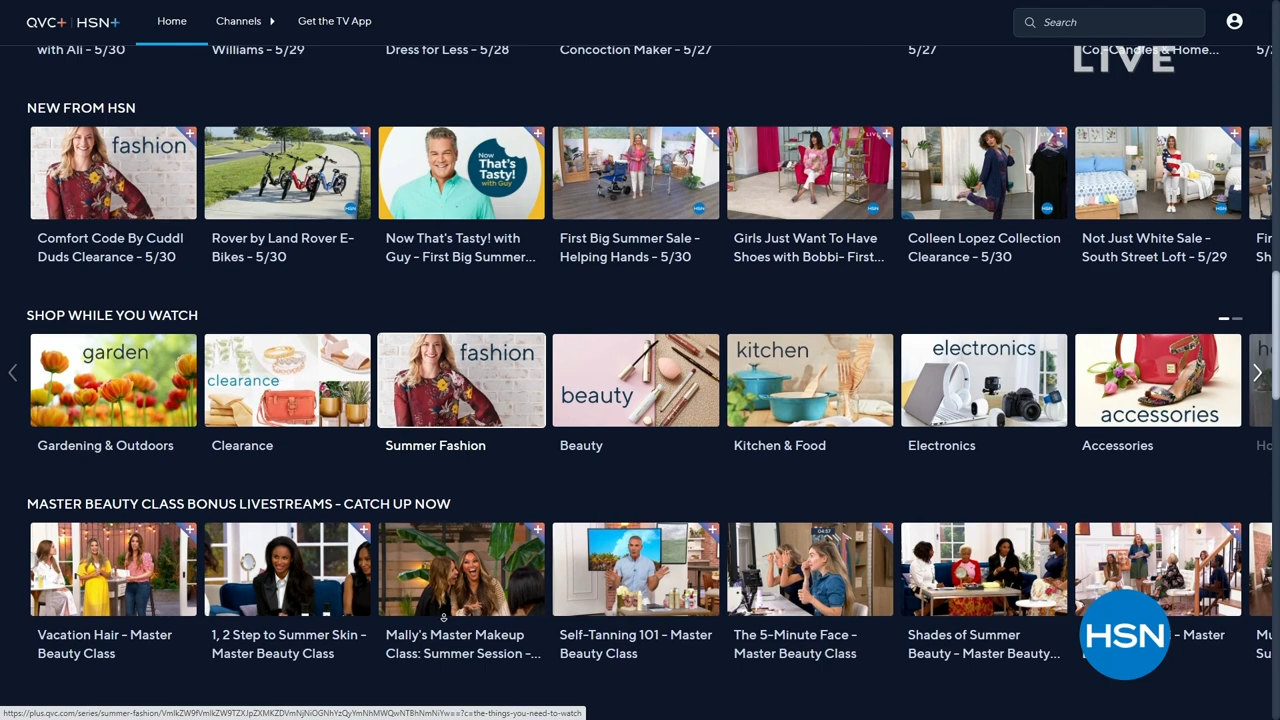 QVC+ | HSN+
Home
Channels
Get the TV App
Search
with Ali - 5/30
Williams - 5/29
Dress for Less - 5/28
Concoction Maker - 5/27
5/27
Co.-Candles & Home...
LIVE
NEW FROM HSN
fashion
Now That's Tasty! with Guy
LIVE
Comfort Code By Cuddl
Duds Clearance - 5/30
Rover by Land Rover E-
Bikes - 5/30
Now That's Tasty! with
Guy - First Big Summer...
First Big Summer Sale -
Helping Hands - 5/30
Girls Just Want To Have
Shoes with Bobbi- First...
Colleen Lopez Collection
Clearance - 5/30
Not Just White Sale -
South Street Loft - 5/29
SHOP WHILE YOU WATCH
garden
clearance
fashion
beauty
kitchen
electronics
accessories
Gardening & Outdoors
Clearance
Summer Fashion
Beauty
Kitchen & Food
Electronics
Accessories
MASTER BEAUTY CLASS BONUS LIVESTREAMS - CATCH UP NOW
Vacation Hair - Master
Beauty Class
1, 2 Step to Summer Skin -
Master Beauty Class
Mally's Master Makeup
Class: Summer Session -...
Self-Tanning 101 - Master
Beauty Class
The 5-Minute Face -
Master Beauty Class
Shades of Summer
Beauty - Master Beauty...
- Master
HSN